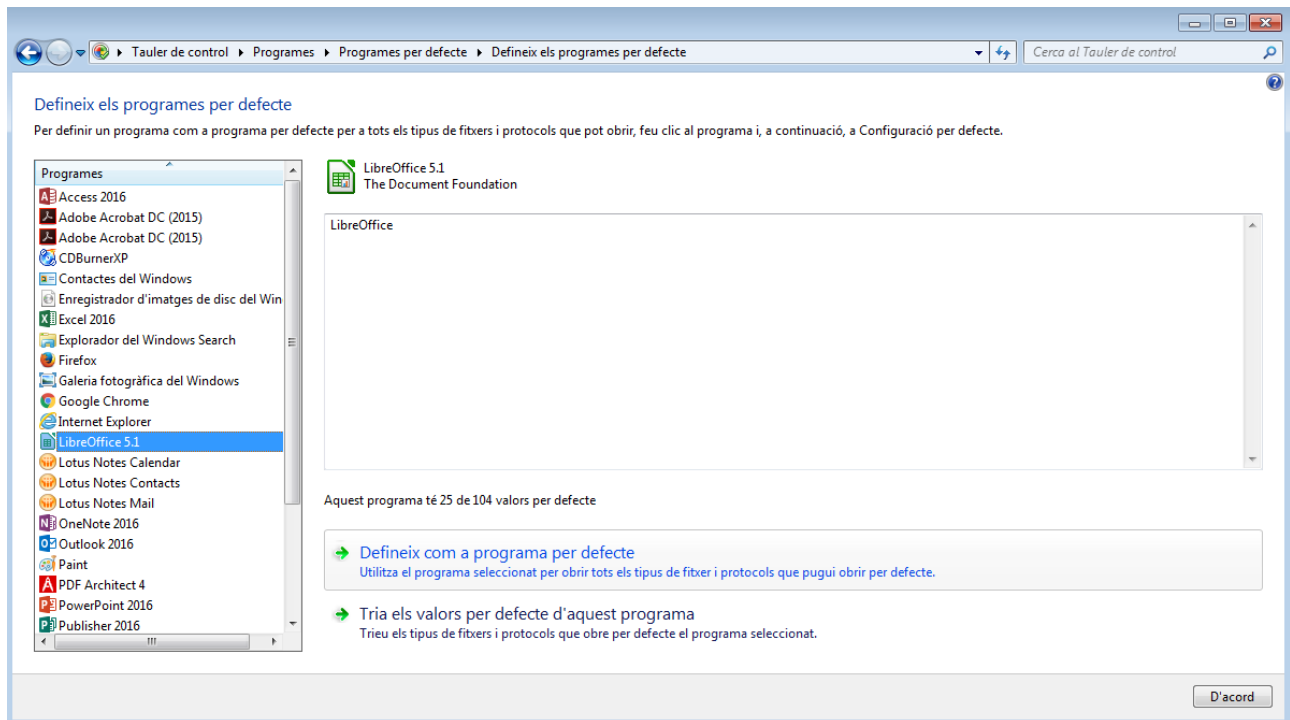 Tauler de control ▸ Programes ▸ Programes per defecte ▸ Defineix els programes per defecte
Cerca al Tauler de control
Defineix els programes per defecte
Per definir un programa com a programa per defecte per a tots els tipus de fitxers i protocols que pot obrir, feu clic al programa i, a continuació, a Configuració per defecte.
Programes
Access 2016
Adobe Acrobat DC (2015)
Adobe Acrobat DC (2015)
CDBurnerXP
Contactes del Windows
Enregistrador d'imatges de disc del Win
Excel 2016
Explorador del Windows Search
Firefox
Galeria fotogràfica del Windows
Google Chrome
Internet Explorer
LibreOffice 5.1
Lotus Notes Calendar
Lotus Notes Contacts
Lotus Notes Mail
OneNote 2016
Outlook 2016
Paint
PDF Architect 4
PowerPoint 2016
Publisher 2016
LibreOffice 5.1
The Document Foundation
LibreOffice
Aquest programa té 25 de 104 valors per defecte
Defineix com a programa per defecte
Utilitza el programa seleccionat per obrir tots els tipus de fitxer i protocols que pugui obrir per defecte.
Tria els valors per defecte d'aquest programa
Trieu els tipus de fitxers i protocols que obre per defecte el programa seleccionat.
D'acord